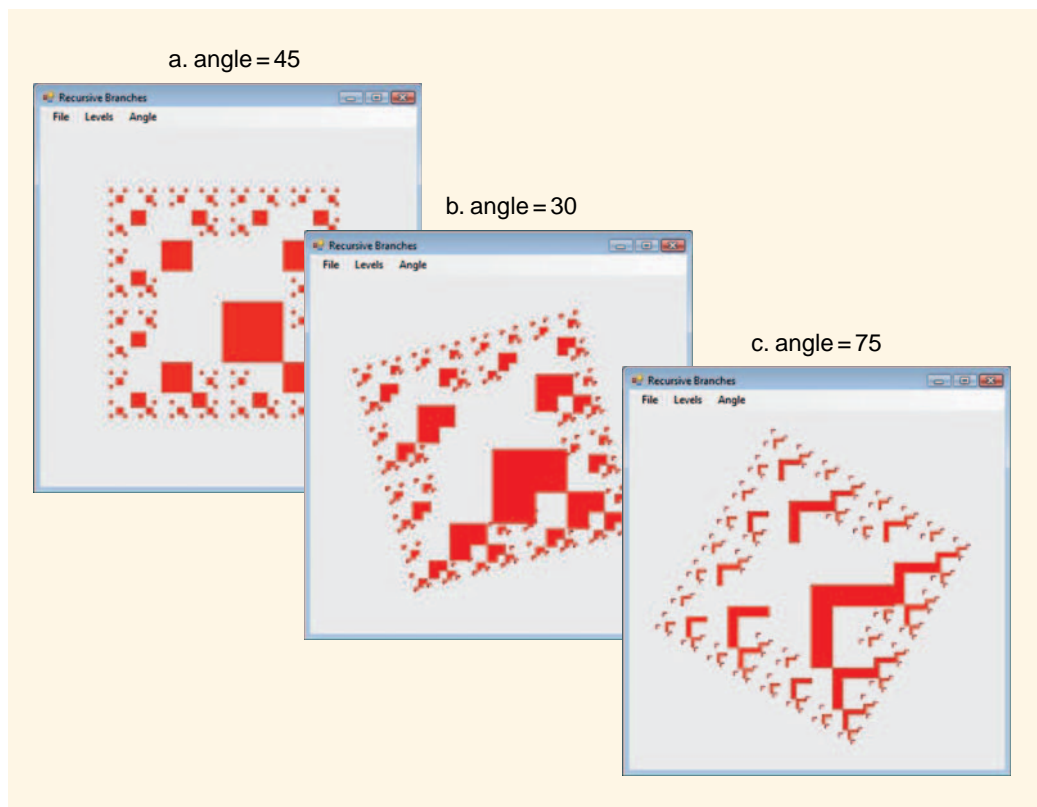 a. angle = 45
Recursive Branches
File Levels Angle
b. angle = 30
Recursive Branches
File Levels Angle
c. angle = 75
Recursive Branches
File Levels Angle